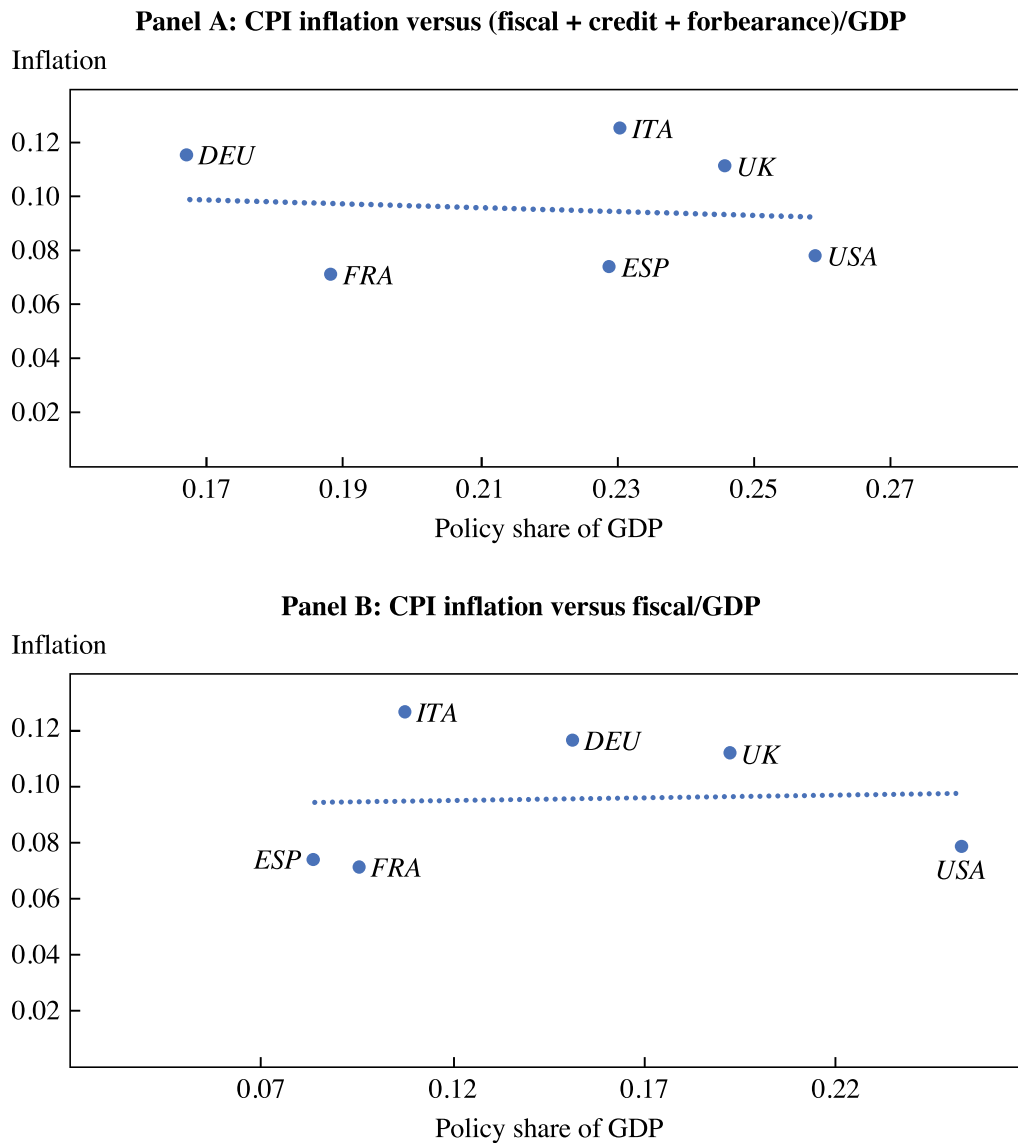 Panel A: CPI inflation versus (fiscal + credit + forbearance)/GDP
Inflation
0.12
0.10
0.08
0.06
0.04
0.02
DEU
ITA
UK
FRA
ESP
USA
0.17 0.19 0.21 0.23 0.25 0.27
Policy share of GDP
Panel B: CPI inflation versus fiscal/GDP
Inflation
0.12
0.10
0.08
0.06
0.04
0.02
ITA
DEU
UK
ESP
FRA
USA
0.07 0.12 0.17 0.22
Policy share of GDP